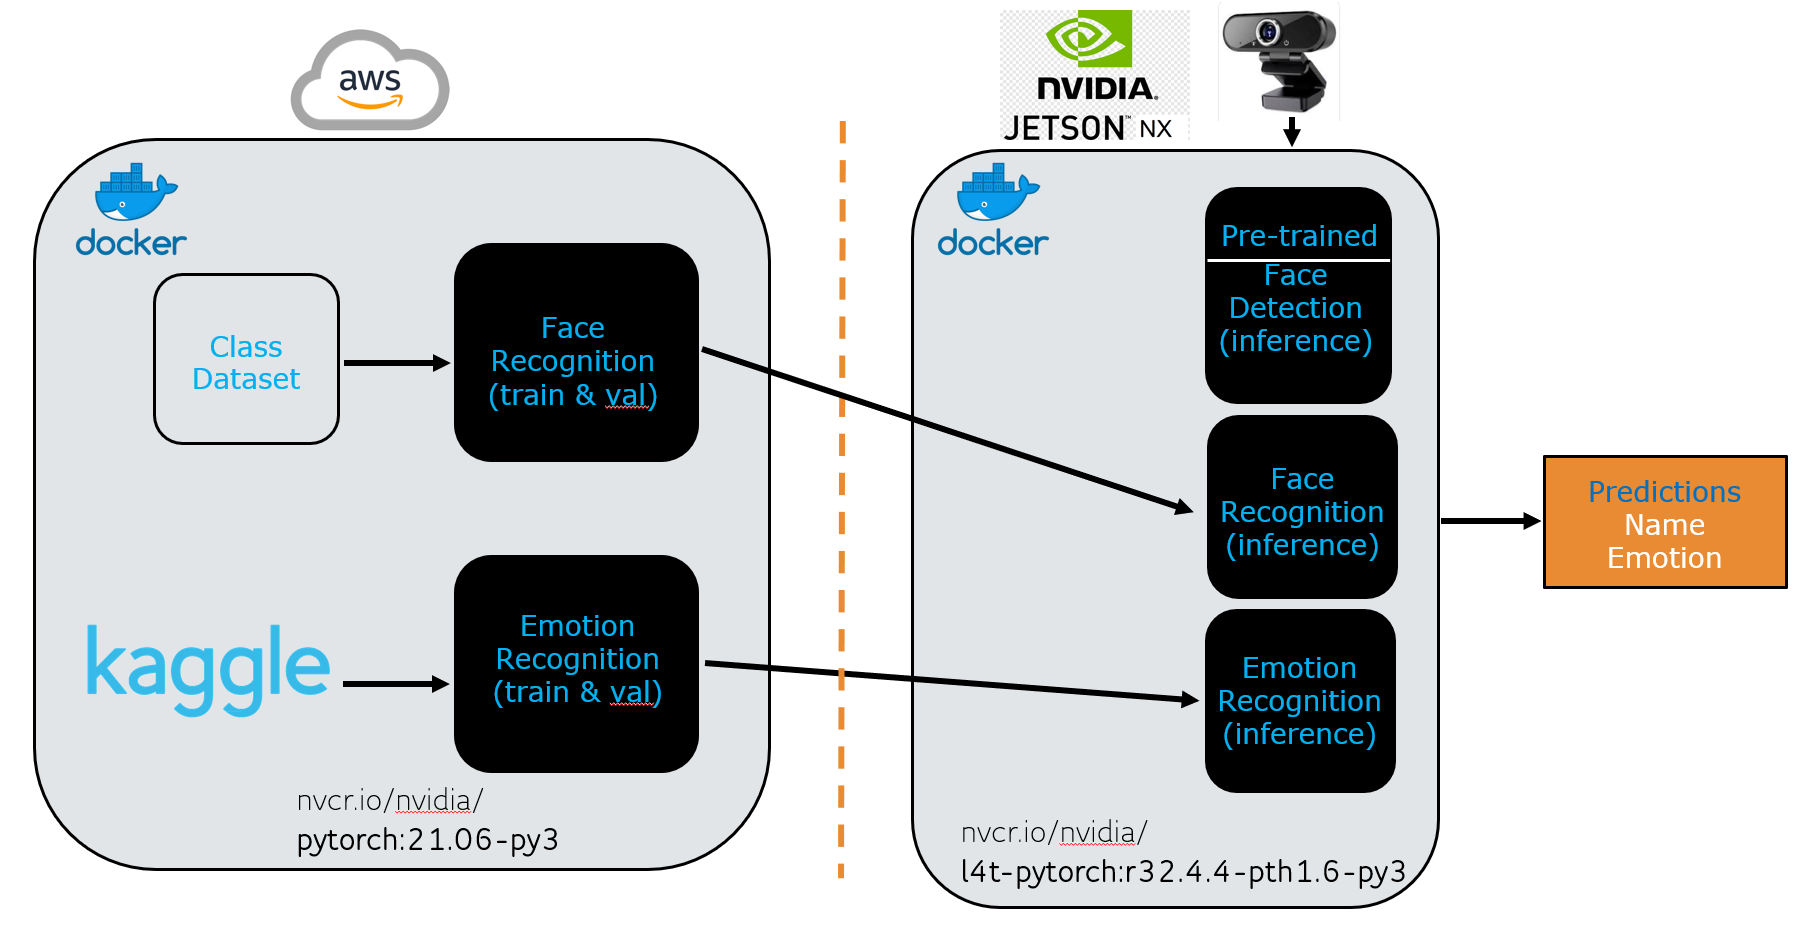 aws
docker
Class
Dataset
Face
Recognition
(train & val)
kaggle
Emotion
Recognition
(train & val)
nvcr.io/nvidia/
pytorch:21.06-py3
NVIDIA.
JETSON™ NX
docker
Pre-trained
Face
Detection
(inference)
Face
Recognition
(inference)
Emotion
Recognition
(inference)
nvcr.io/nvidia/
l4t-pytorch:r32.4.4-pth1.6-py3
Predictions
Name
Emotion